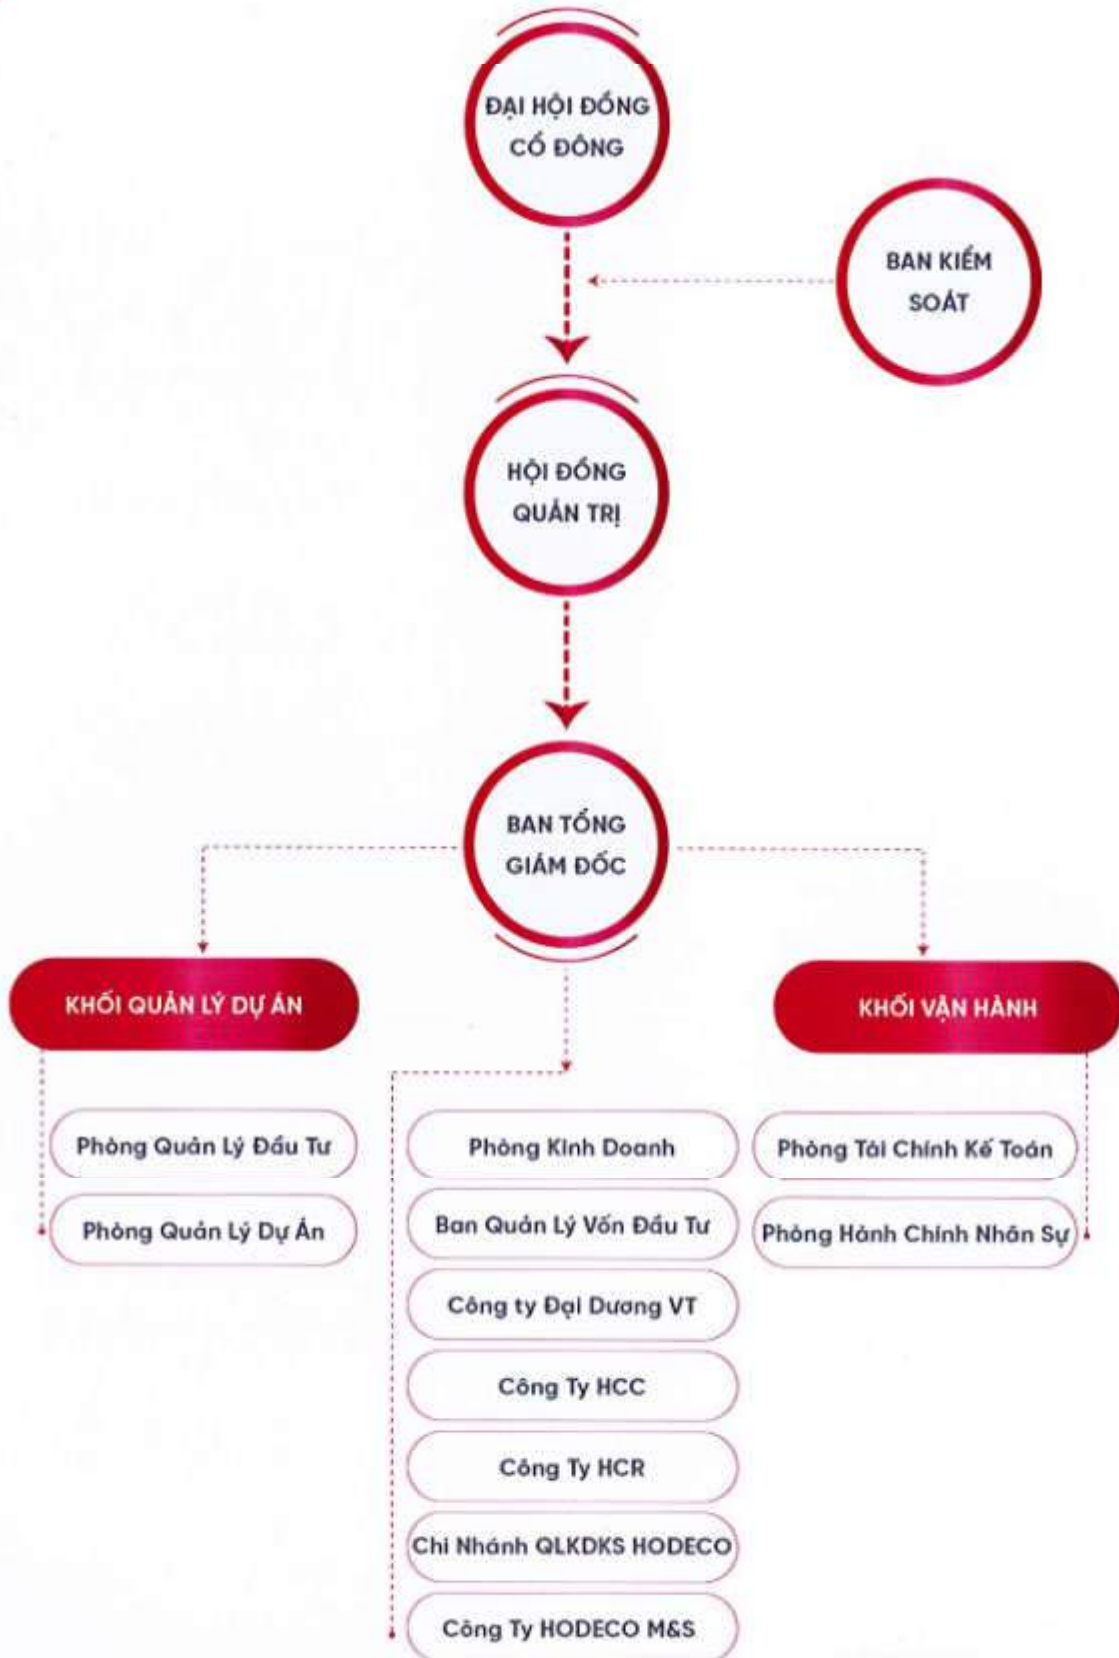 ĐẠI HỘI ĐỒNG
CỔ ĐÔNG
BAN KIỂM
SOÁT
HỘI ĐỒNG
QUẢN TRỊ
BAN TỔNG
GIÁM ĐỐC
KHỐI QUẢN LÝ DỰ ÁN
KHỐI VẬN HÀNH
Phòng Quản Lý Đầu Tư
Phòng Quản Lý Dự Án
Phòng Kinh Doanh
Ban Quản Lý Vốn Đầu Tư
Công ty Đại Dương VT
Công Ty HCC
Công Ty HCR
Chi Nhánh QLKDKS HODECO
Công Ty HODECO M&S
Phòng Tài Chính Kế Toán
Phòng Hành Chính Nhân Sự